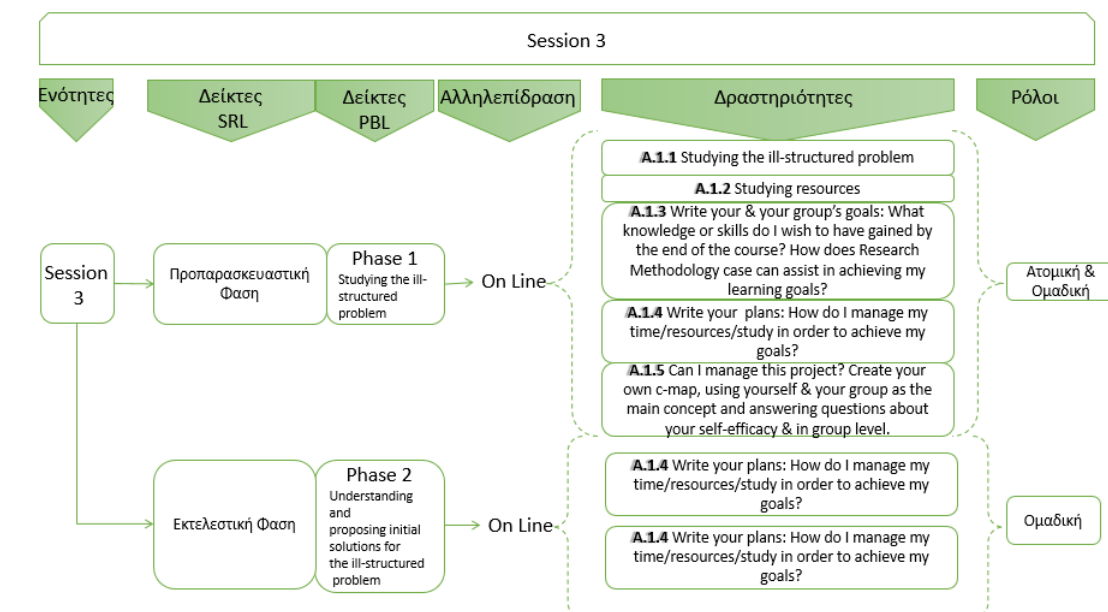 Session 3
Ενότητες
Δείκτες
SRL
Δείκτες
PBL
Αλληλεπίδραση
Δραστηριότητες
Ρόλοι
Session
3
Προπαρασκευαστική
Φαση
Phase 1
Studying the ill-
structured
problem
On Line
A.1.1 Studying the ill-structured problem
A.1.2 Studying resources
A.1.3 Write your & your group's goals: What
knowledge or skills do I wish to have gained by
the end of the course? How does Research
Methodology case can assist in achieving my
learning goals?
A.1.4 Write your  plans: How do I manage my
time/resources/study in order to achieve my
goals?
A.1.5 Can I manage this project? Create your
own c-map, using yourself & your group as the
main concept and answering questions about
your self-efficacy & in group level.
Ατομική &
Ομαδική
Εκτελεστική Φαση
Phase 2
Understanding
and
proposing initial
solutions for
the ill-structured
problem
On Line
A.1.4 Write your plans: How do I manage my
time/resources/study in order to achieve my
goals?
A.1.4 Write your plans: How do I manage my
time/resources/study in order to achieve my
goals?
Ομαδική